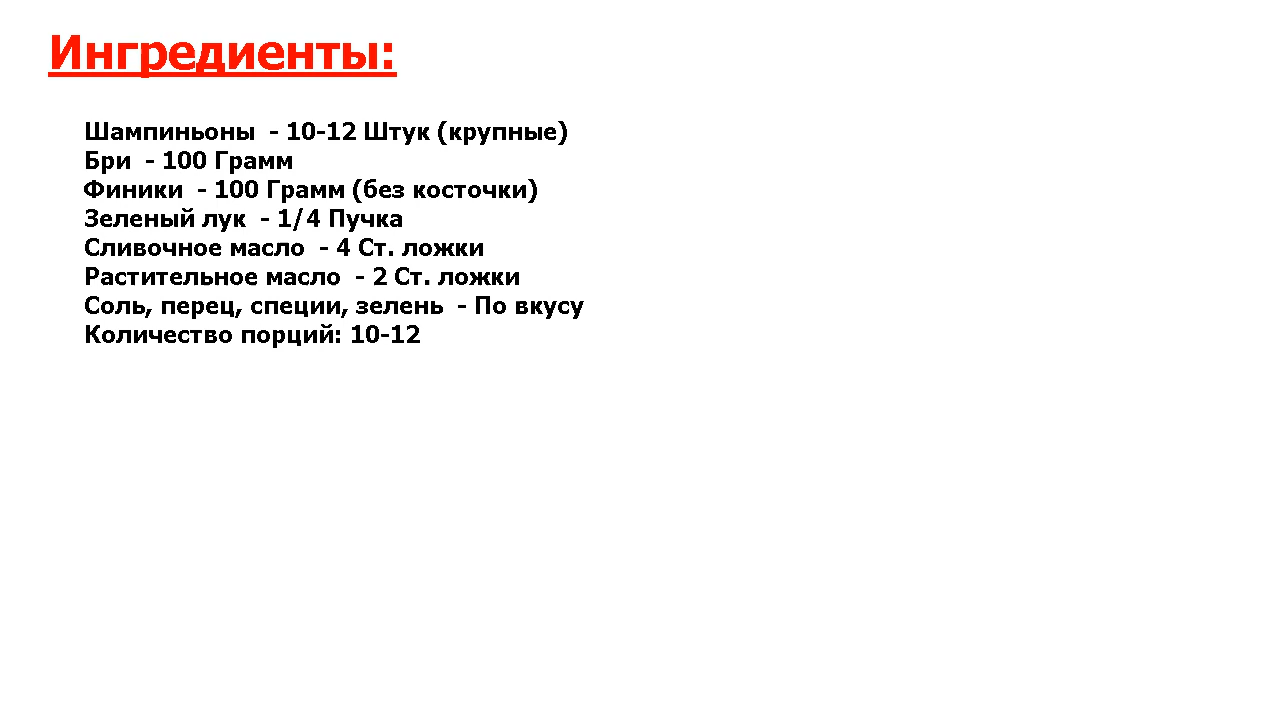 Ингредиенты:
Шампиньоны - 10-12 Штук (крупные)
Бри - 100 Грамм
Финики - 100 Грамм (без косточки)
Зеленый лук - 1/4 Пучка
Сливочное масло - 4 Ст. ложки
Растительное масло - 2 Ст. ложки
Соль, перец, специи, зелень - По вкусу
Количество порций: 10-12